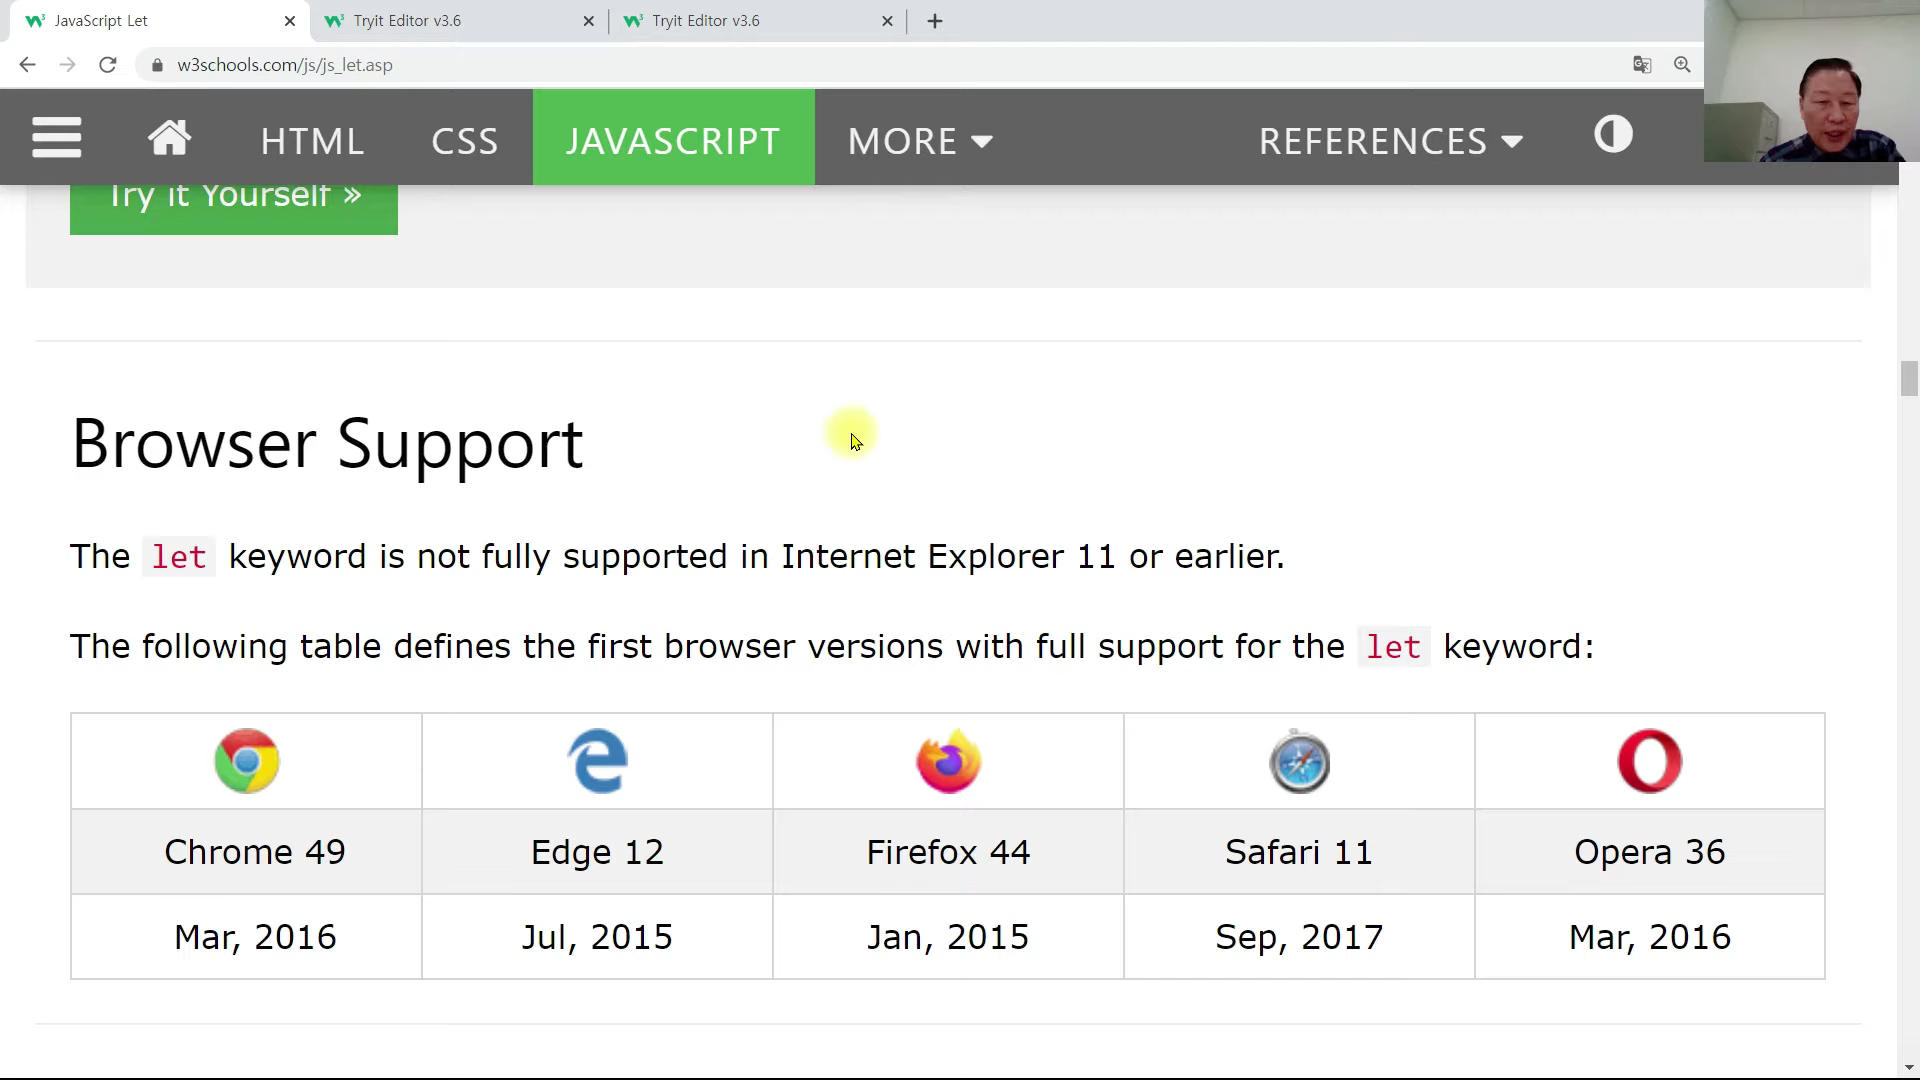 JavaScript Let
Tryit Editor v3.6
Tryit Editor v3.6
w3schools.com/js/js_let.asp
HTML CSS JAVASCRIPT MORE REFERENCES
Try it Yourself »
Browser Support
The let keyword is not fully supported in Internet Explorer 11 or earlier.
The following table defines the first browser versions with full support for the let keyword:
Chrome 49 Edge 12 Firefox 44 Safari 11 Opera 36
Mar, 2016 Jul, 2015 Jan, 2015 Sep, 2017 Mar, 2016